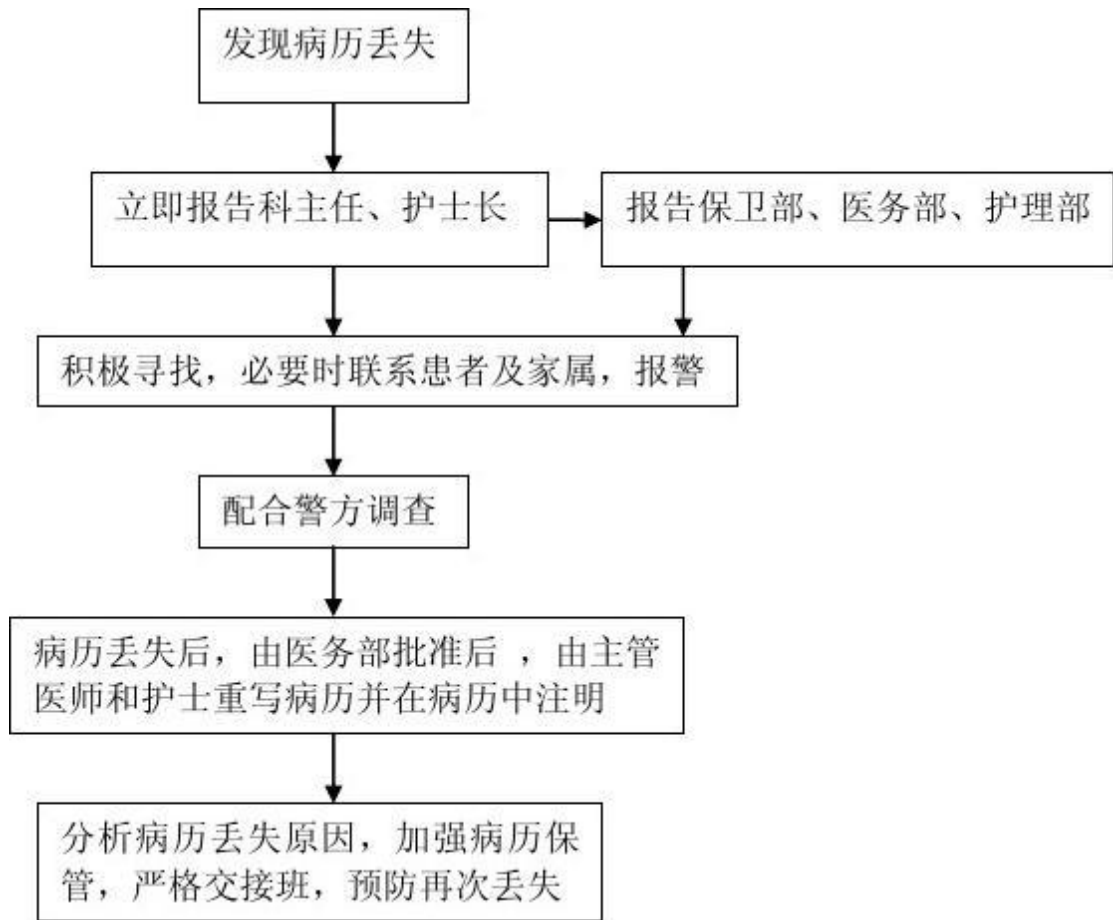 发现病历丢失
立即报告科主任、护士长
报告保卫部、医务部、护理部
积极寻找，必要时联系患者及家属，报警
配合警方调查
病历丢失后，由医务部批准后 ，由主管
医师和护士重写病历并在病历中注明
分析病历丢失原因，加强病历保
管，严格交接班，预防再次丢失